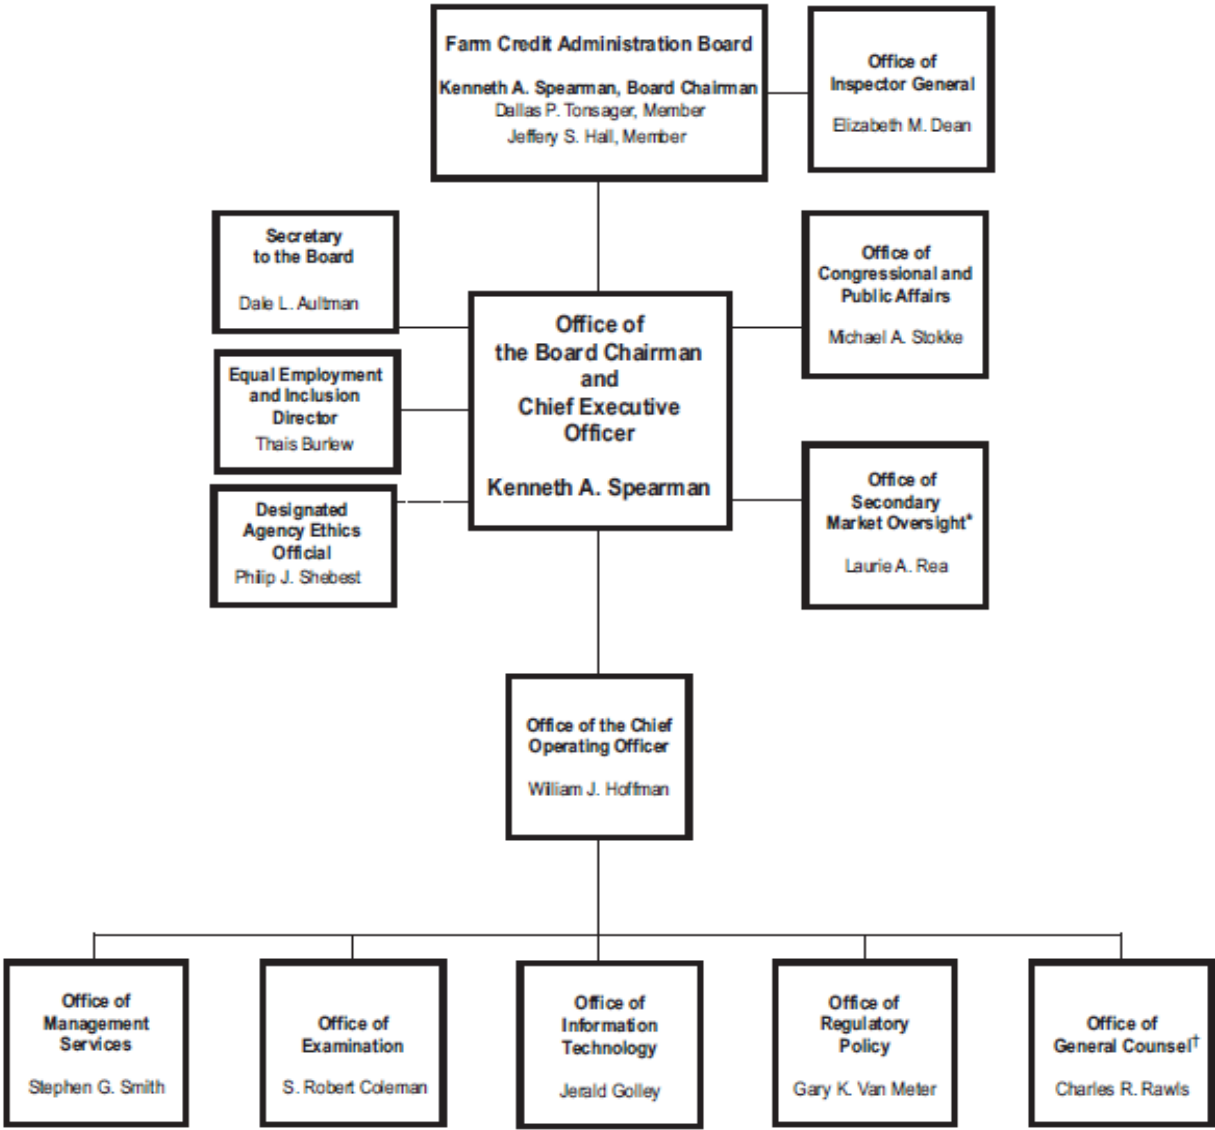 Farm Credit Administration Board
Kenneth A. Spearman, Board Chairman
Dallas P. Tonsager, Member
Jeffery S. Hall, Member
Office of
Inspector General
Elizabeth M. Dean
Secretary
to the Board
Dale L. Aultman
Office of
Congressional and
Public Affairs
Michael A. Stokke
Office of
the Board Chairman
and
Chief Executive
Officer
Kenneth A. Spearman
Equal Employment
and Inclusion
Director
Thais Burlew
Designated
Agency Ethics
Official
Philip J. Shebest
Office of
Secondary
Market Oversight*
Laurie A. Rea
Office of the Chief
Operating Officer
William J. Hoffman
Office of
Management
Services
Stephen G. Smith
Office of
Examination
S. Robert Coleman
Office of
Information
Technology
Jerald Golley
Office of
Regulatory
Policy
Gary K. Van Meter
Office of
General Counsel†
Charles R. Rawls